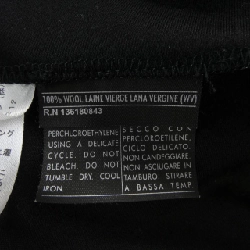 100% WOOL LAINE VIERGE LANA VERGINE (WV)
R.N 136180843
PERCHLOROETHYLENE
USING A DELICATE
CYCLE. DO NOT
BLEACH. DO NOT
TUMBLE DRY, COOL
IRON.
SECCO CON
PERCLOROETILENE,
CICLO DELICATO.
NON CANDEGGIARE.
NON ASCIUGARE IN
TAMBURO STIRARE
A BASSA TEMP.